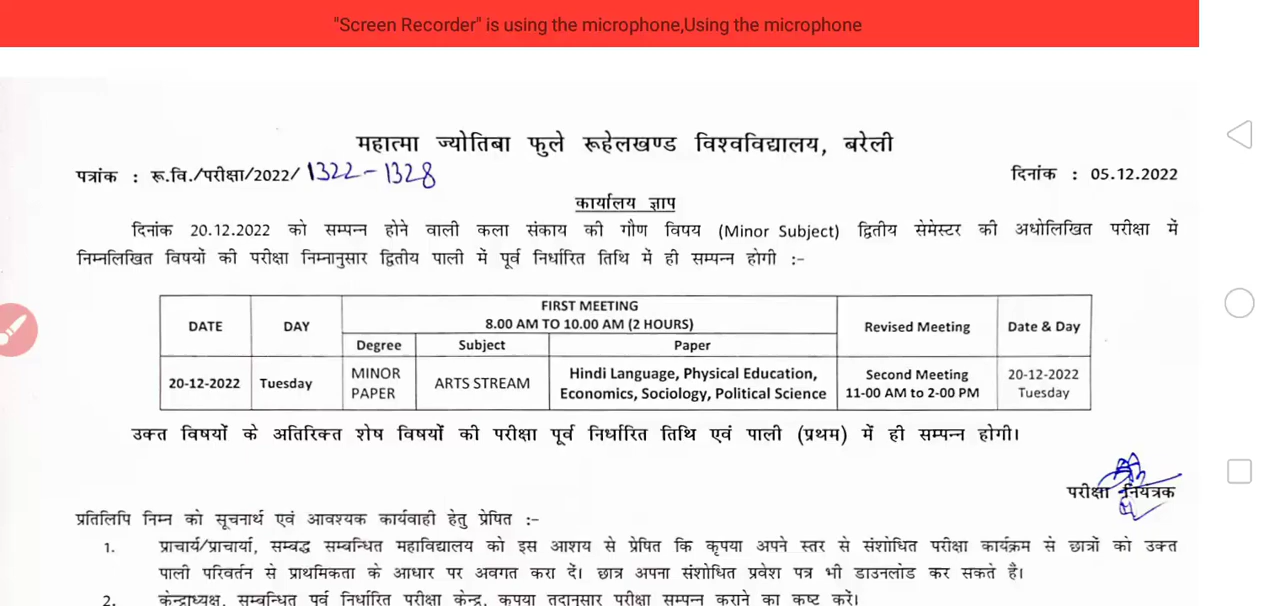 "Screen Recorder" is using the microphone,Using the microphone
महात्मा ज्योतिबा फुले रूहेलखण्ड विश्वविद्यालय, बरेली
पत्रांक : रू.वि./परीक्षा/2022/ 1322-1328 दिनांक : 05.12.2022
कार्यालय ज्ञाप
दिनांक 20.12.2022 को सम्पन्न होने वाली कला संकाय की गौण विषय (Minor Subject) द्वितीय सेमेस्टर की अधोलिखित परीक्षा में
निम्नलिखित विषयों की परीक्षा निम्नानुसार द्वितीय पाली में पूर्व निर्धारित तिथि में ही सम्पन्न होगी :-
FIRST MEETING
DATE DAY 8.00 AM TO 10.00 AM (2 HOURS) Revised Meeting Date & Day
Degree Subject Paper
20-12-2022 Tuesday MINOR PAPER ARTS STREAM Hindi Language, Physical Education, Economics, Sociology, Political Science Second Meeting 11-00 AM to 2-00 PM 20-12-2022 Tuesday
उक्त विषयों के अतिरिक्त शेष विषयों की परीक्षा पूर्व निर्धारित तिथि एवं पाली (प्रथम) में ही सम्पन्न होगी।
परीक्षा नियंत्रक
प्रतिलिपि निम्न को सूचनार्थ एवं आवश्यक कार्यवाही हेतु प्रेषित :-
1. प्राचार्य/प्राचार्या, सम्बद्ध सम्बन्धित महाविद्यालय को इस आशय से प्रेषित कि कृपया अपने स्तर से संशोधित परीक्षा कार्यक्रम से छात्रों को उक्त
पाली परिवर्तन से प्राथमिकता के आधार पर अवगत करा दें। छात्र अपना संशोधित प्रवेश पत्र भी डाउनलोड कर सकते है।
2. केन्द्राध्यक्ष, सम्बन्धित पूर्व निर्धारित परीक्षा केन्द्र, कृपया तदानुसार परीक्षा सम्पन्न कराने का कष्ट करें।